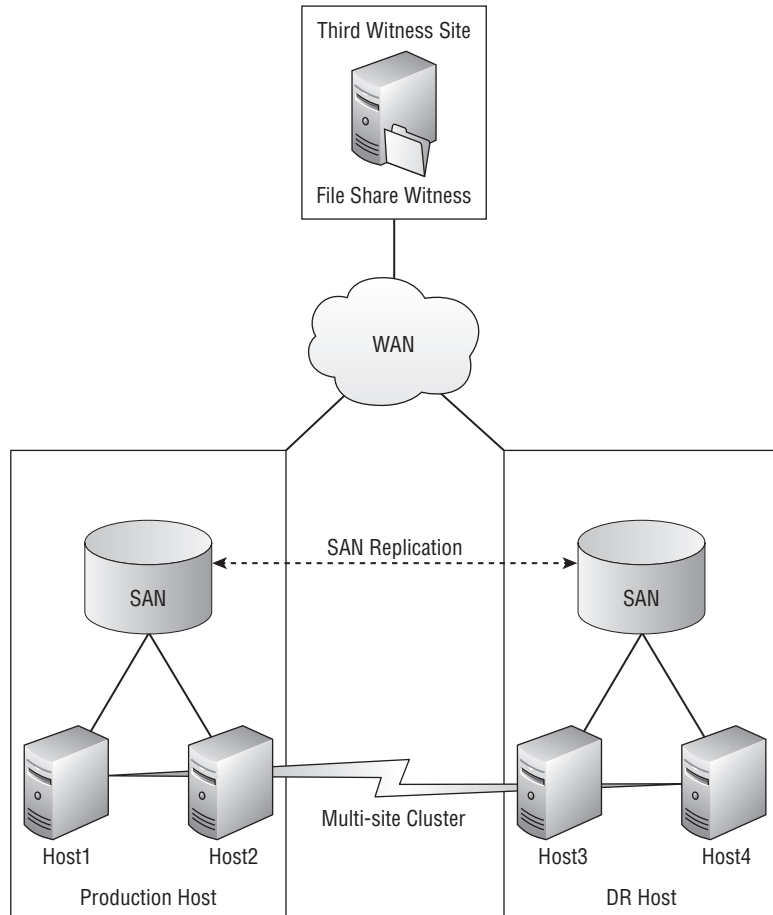 Third Witness Site
File Share Witness
WAN
SAN Replication
SAN
SAN
Multi-site Cluster
Host1
Host2
Host3
Host4
Production Host
DR Host